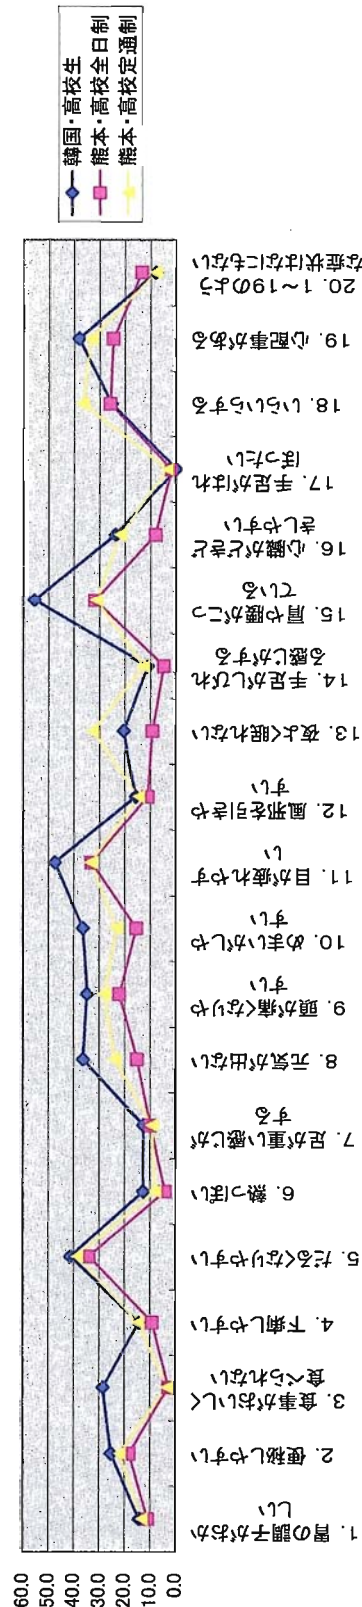 韓国・高校生
熊本・高校全日制
熊本・高校定通制
60.0
50.0
40.0
30.0
20.0
10.0
0.0
1. 胃の調子がおか
しい
2. 便秘しやすい
3. 食事がおいしく
食べられない
4. 下痢しやすい
5. だるくなりやすい
6. 熱っぽい
7. 足が重い感じが
する
8. 元気が出ない
9. 頭が痛くなりや
すい
10. めまいがしや
すい
11. 目が疲れやす
い
12. 風邪を引きや
すい
13. 夜よく眠れない
14. 手足がしびれ
る感じがする
15. 肩や腰がこっ
ている
16. 心臓がどきど
きしやすい
17. 手足がはれ
ぼったい
18. いらいらする
19. 心配事がある
20. 1~19のよう
な症状はなにもない